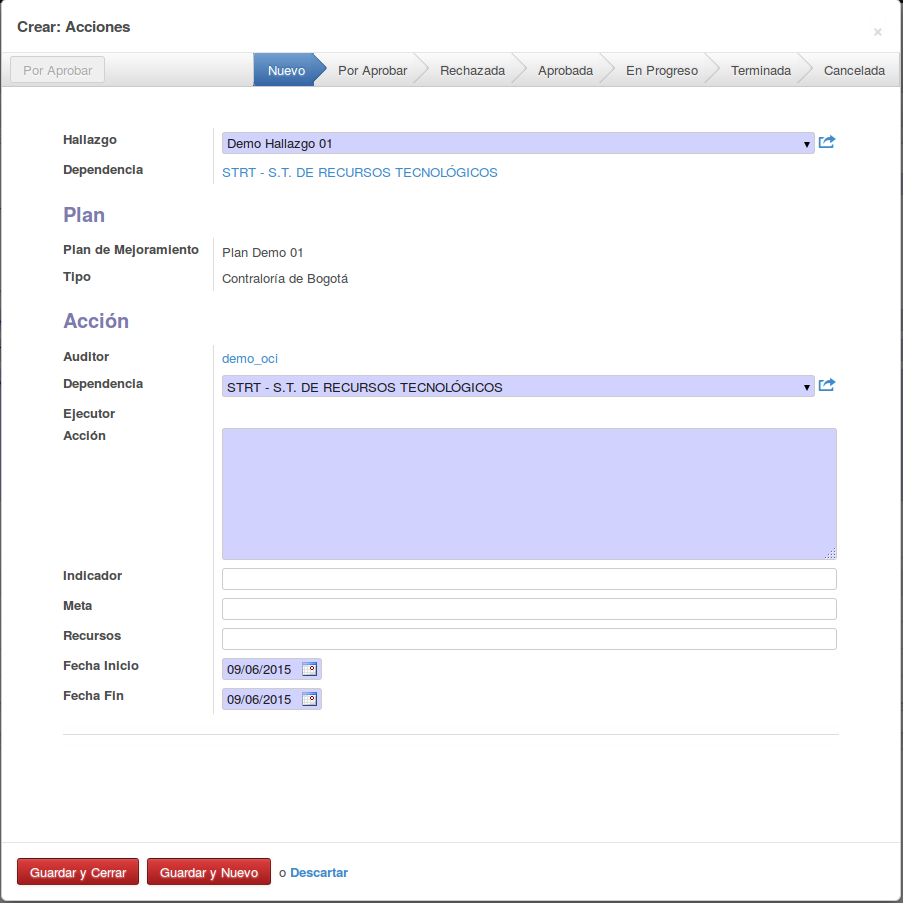 Crear: Acciones
×
Por Aprobar
Nuevo Por Aprobar Rechazada Aprobada En Progreso Terminada Cancelada
Hallazgo Demo Hallazgo 01
Dependencia STRT - S.T. DE RECURSOS TECNOLÓGICOS
Plan
Plan de Mejoramiento Plan Demo 01
Tipo Contraloría de Bogotá
Acción
Auditor demo_oci
Dependencia STRT - S.T. DE RECURSOS TECNOLÓGICOS
Ejecutor
Acción
Indicador
Meta
Recursos
Fecha Inicio 09/06/2015
Fecha Fin 09/06/2015
Guardar y Cerrar Guardar y Nuevo o Descartar